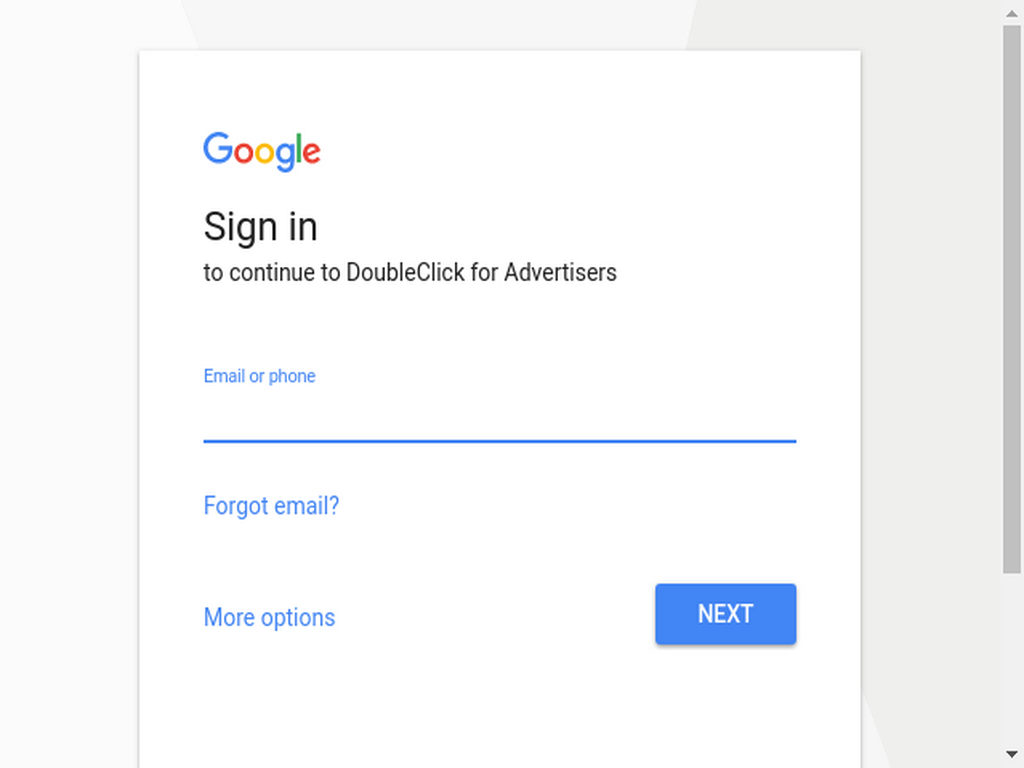 Google
Sign in
to continue to DoubleClick for Advertisers
Email or phone
Forgot email?
More options
NEXT